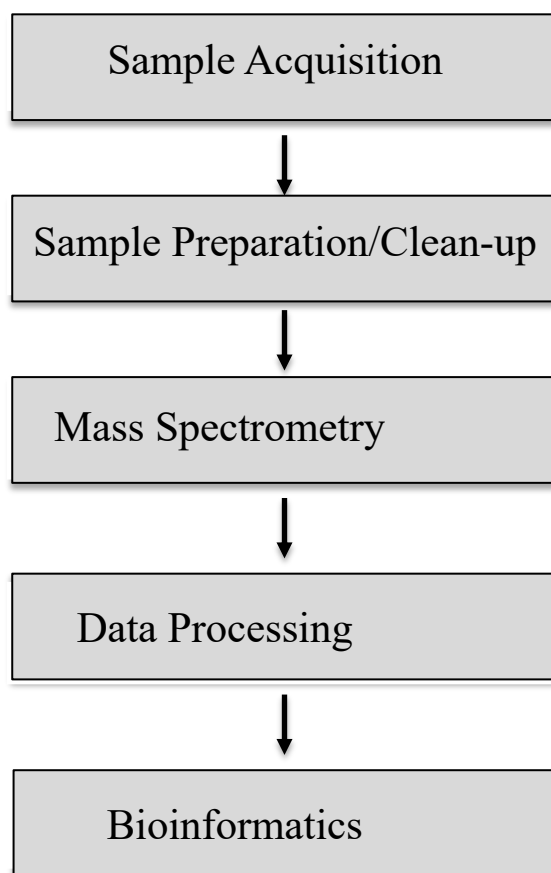 Sample Acquisition
Sample Preparation/Clean-up
Mass Spectrometry
Data Processing
Bioinformatics